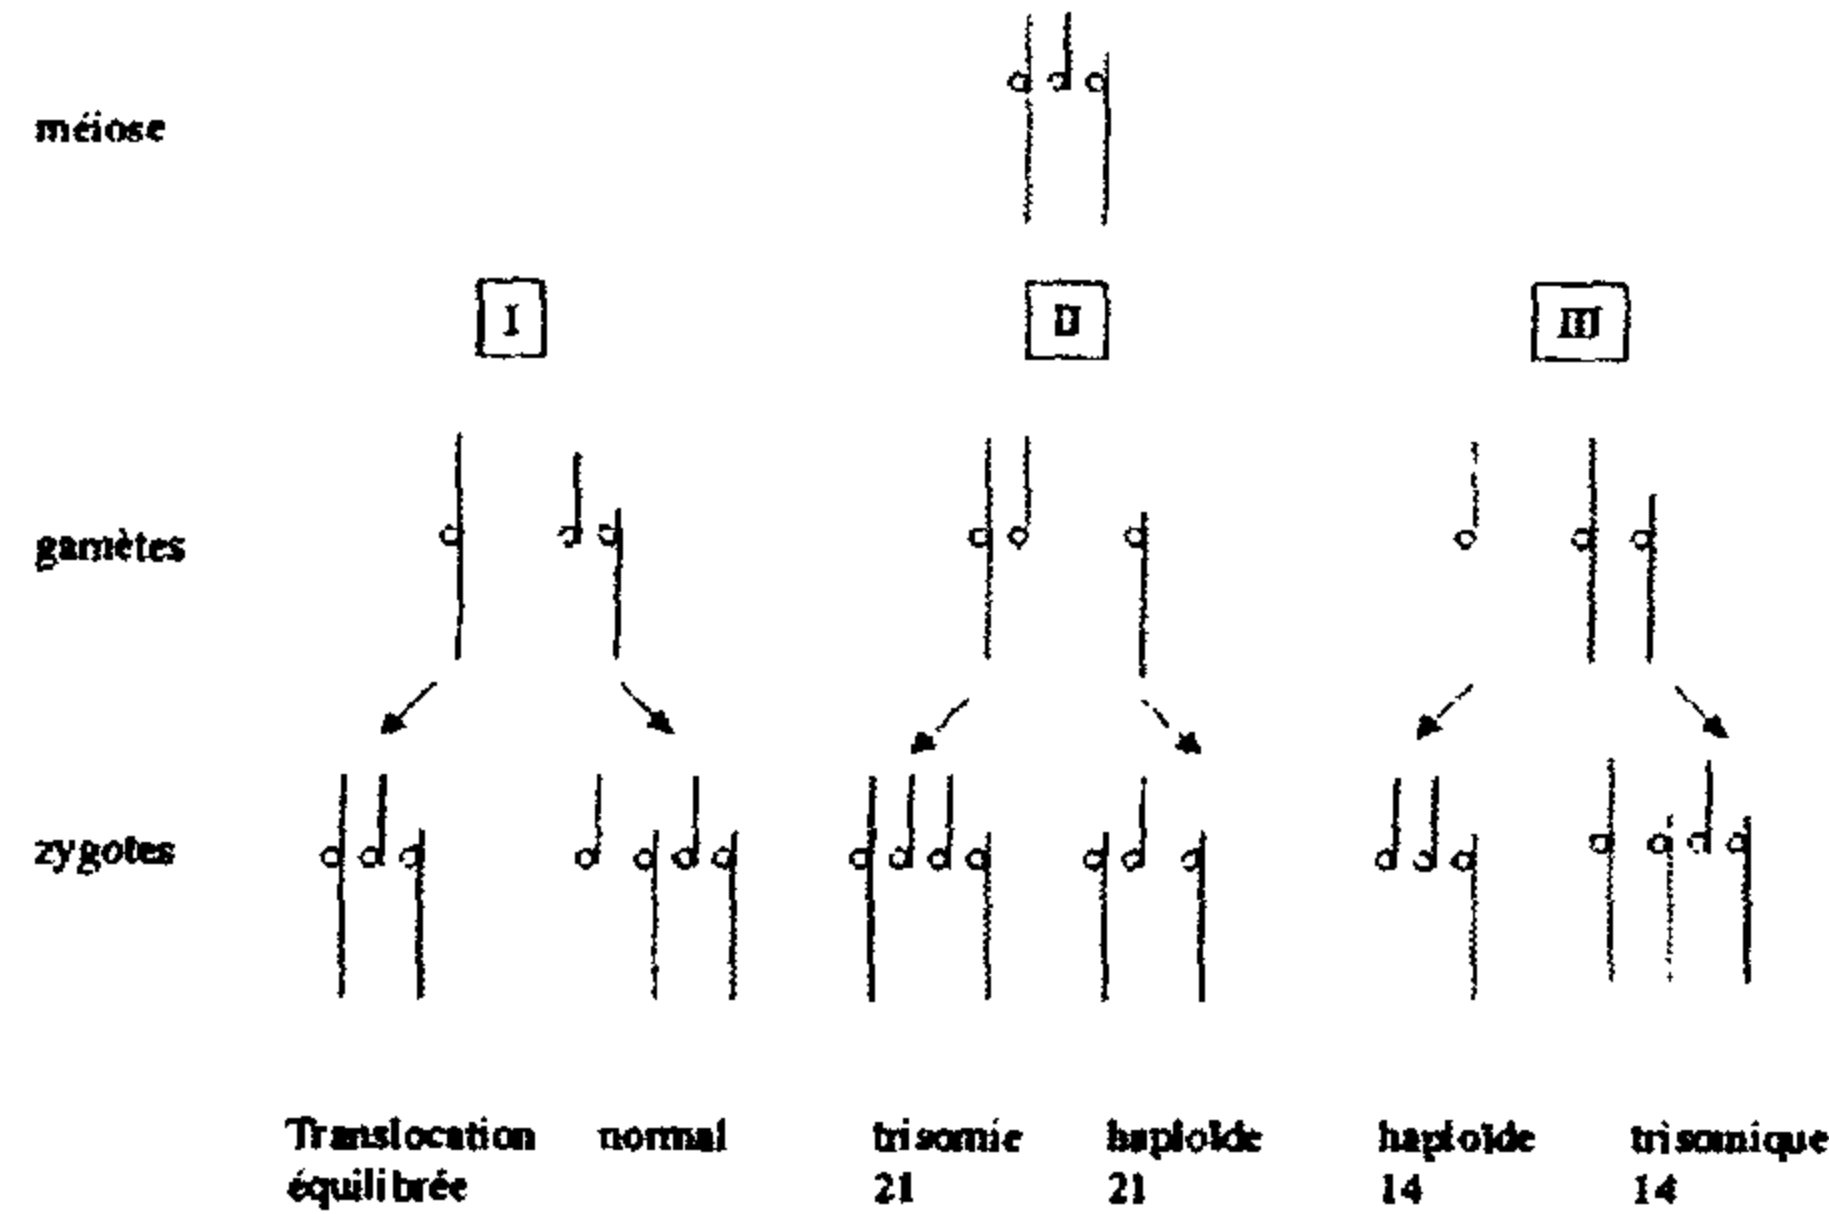 méiose
I II III
gamètes
zygotes
Translocation normal trisomie haploïde haploïde trisomique
équilibrée 21 21 14 14